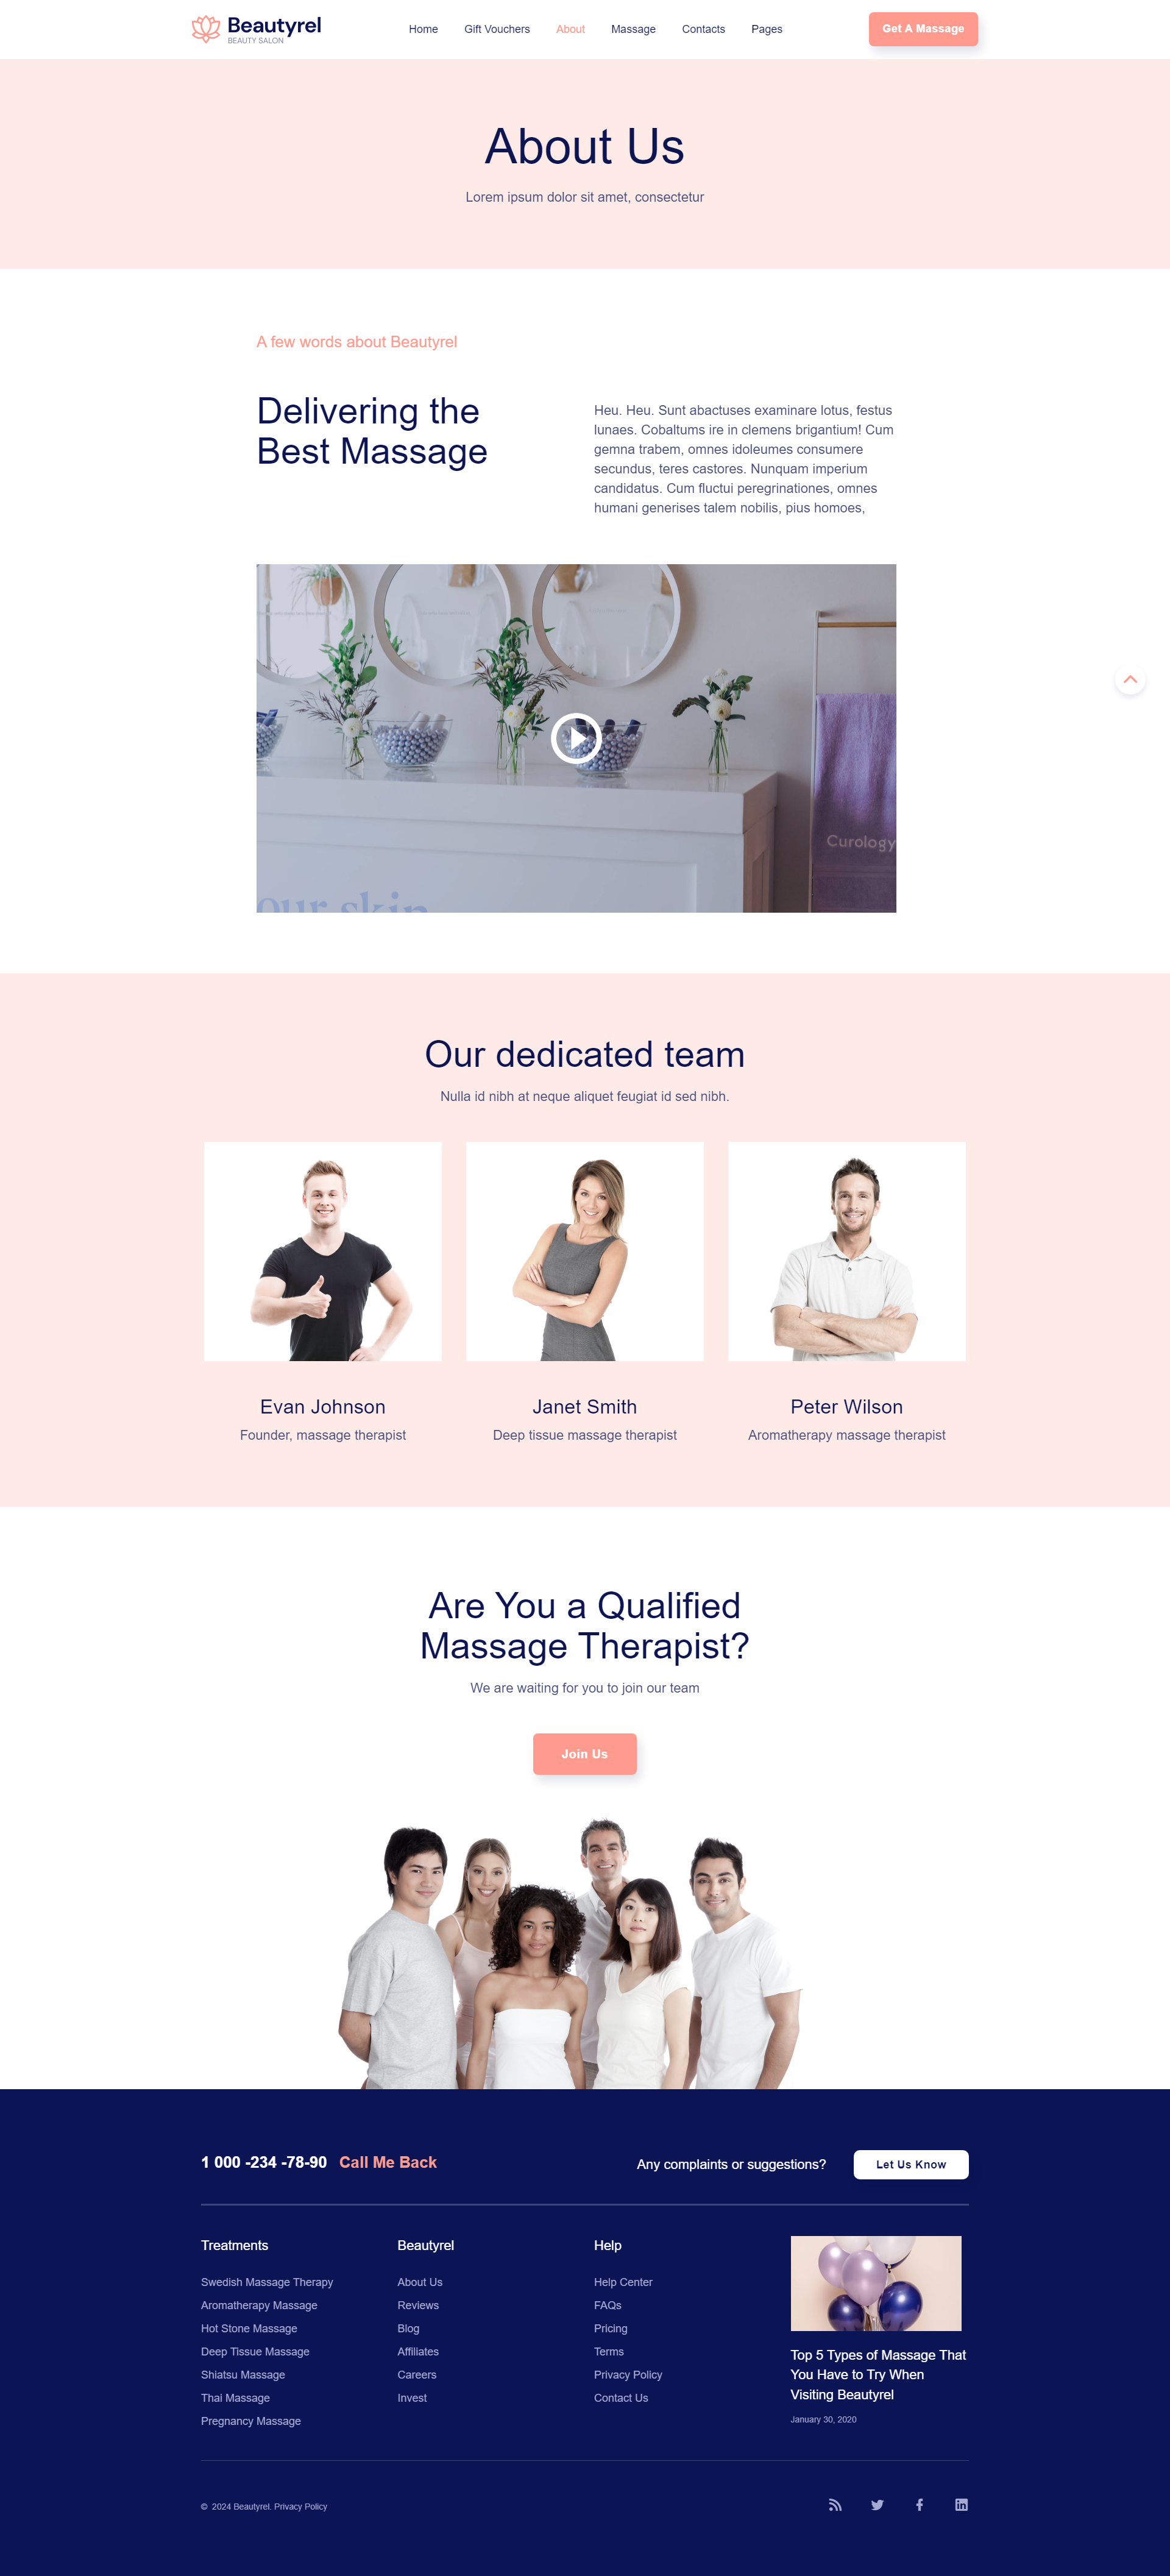 Beautyrel
BEAUTY SALON
Home
Gift Vouchers
About
Massage
Contacts
Pages
Get A Massage
About Us
Lorem ipsum dolor sit amet, consectetur
A few words about Beautyrel
Delivering the
Best Massage
Heu. Heu. Sunt abactuses examinare lotus, festus
lunaes. Cobaltums ire in clemens brigantium! Cum
gemna trabem, omnes idoleumes consumere
secundus, teres castores. Nunquam imperium
candidatus. Cum fluctui peregrinationes, omnes
humani generises talem nobilis, pius homoes,
Curology
our skin
Our dedicated team
Nulla id nibh at neque aliquet feugiat id sed nibh.
Evan Johnson
Founder, massage therapist
Janet Smith
Deep tissue massage therapist
Peter Wilson
Aromatherapy massage therapist
Are You a Qualified
Massage Therapist?
We are waiting for you to join our team
Join Us
1 000 -234 -78-90
Call Me Back
Any complaints or suggestions?
Let Us Know
Treatments
Swedish Massage Therapy
Aromatherapy Massage
Hot Stone Massage
Deep Tissue Massage
Shiatsu Massage
Thai Massage
Pregnancy Massage
Beautyrel
About Us
Reviews
Blog
Affiliates
Careers
Invest
Help
Help Center
FAQs
Pricing
Terms
Privacy Policy
Contact Us
Top 5 Types of Massage That
You Have to Try When
Visiting Beautyrel
January 30, 2020
© 2024 Beautyrel. Privacy Policy